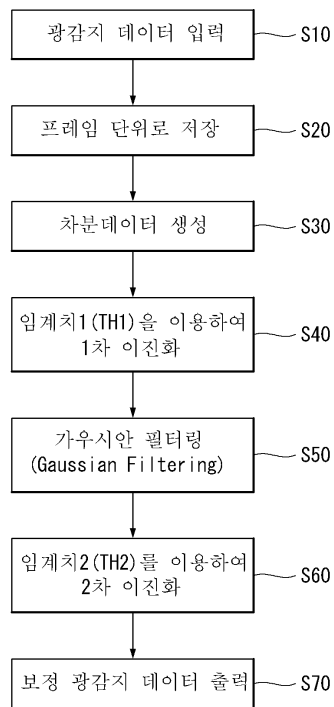 광감지 데이터 입력
S10
프레임 단위로 저장
S20
차분데이터 생성
S30
임계치1(TH1)을 이용하여
1차 이진화
S40
가우시안 필터링
(Gaussian Filtering)
S50
임계치2(TH2)를 이용하여
2차 이진화
S60
보정 광감지 데이터 출력
S70